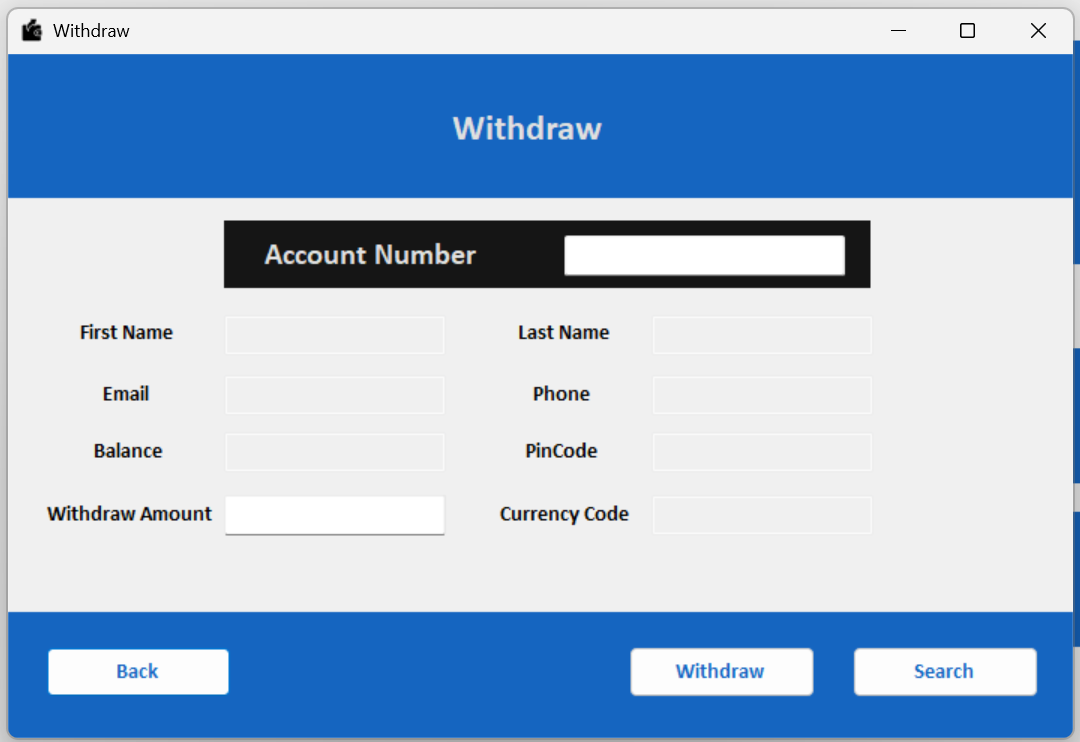 Withdraw
Withdraw
Account Number
First Name
Last Name
Email
Phone
Balance
PinCode
Withdraw Amount
Currency Code
Back
Withdraw
Search